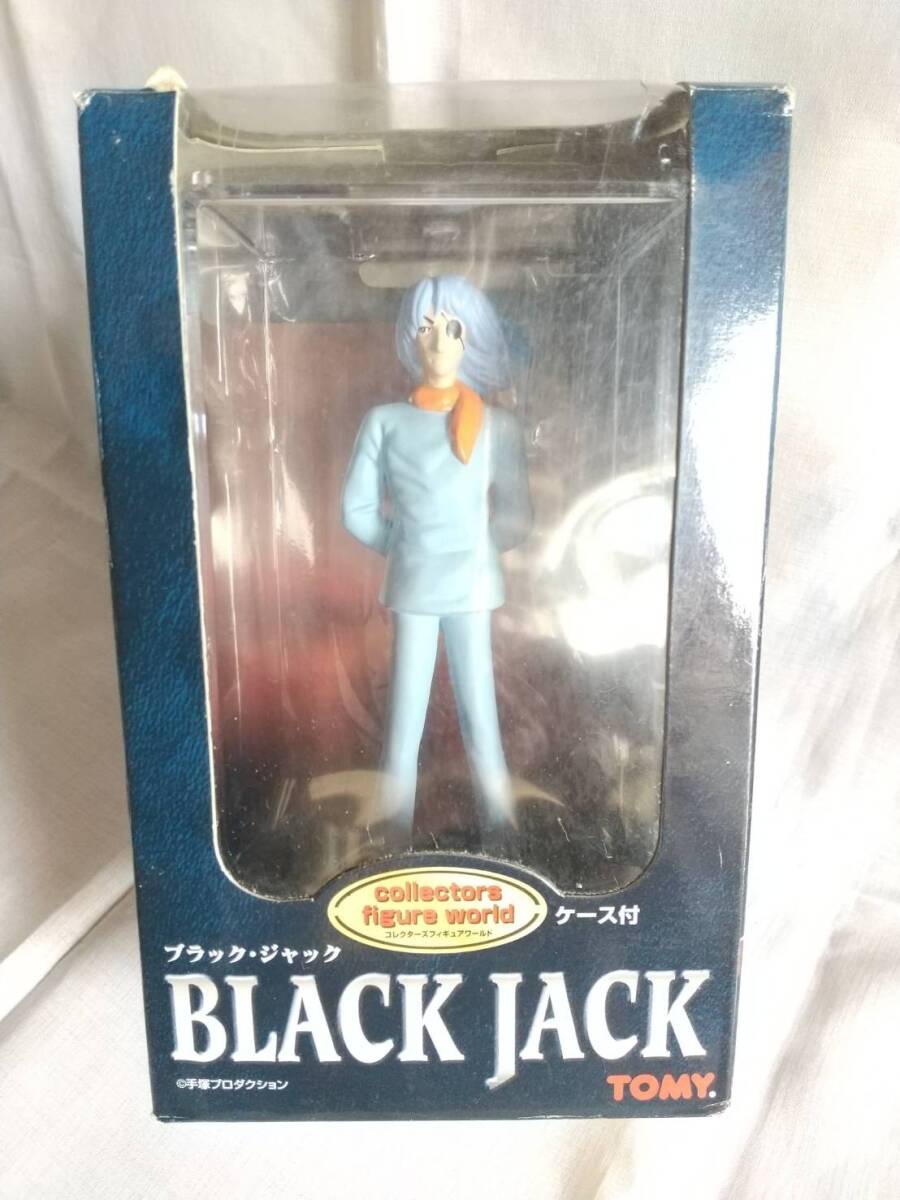 collectors
figure world
コレクターズフィギュアワールド
ケース付
ブラック・ジャック
BLACK JACK
©手塚プロダクション
TOMY.